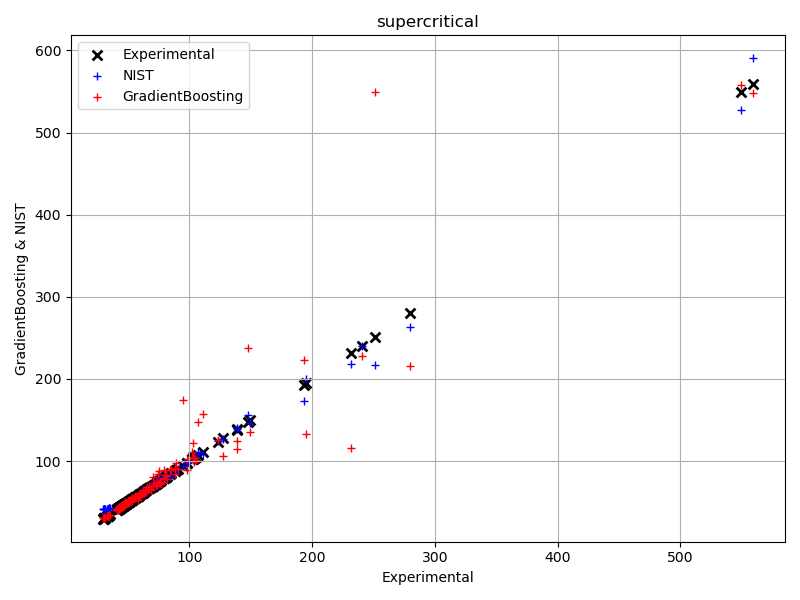 supercritical
Experimental
NIST
GradientBoosting
GradientBoosting & NIST
600
500
400
300
200
100
100
200
300
400
500
Experimental